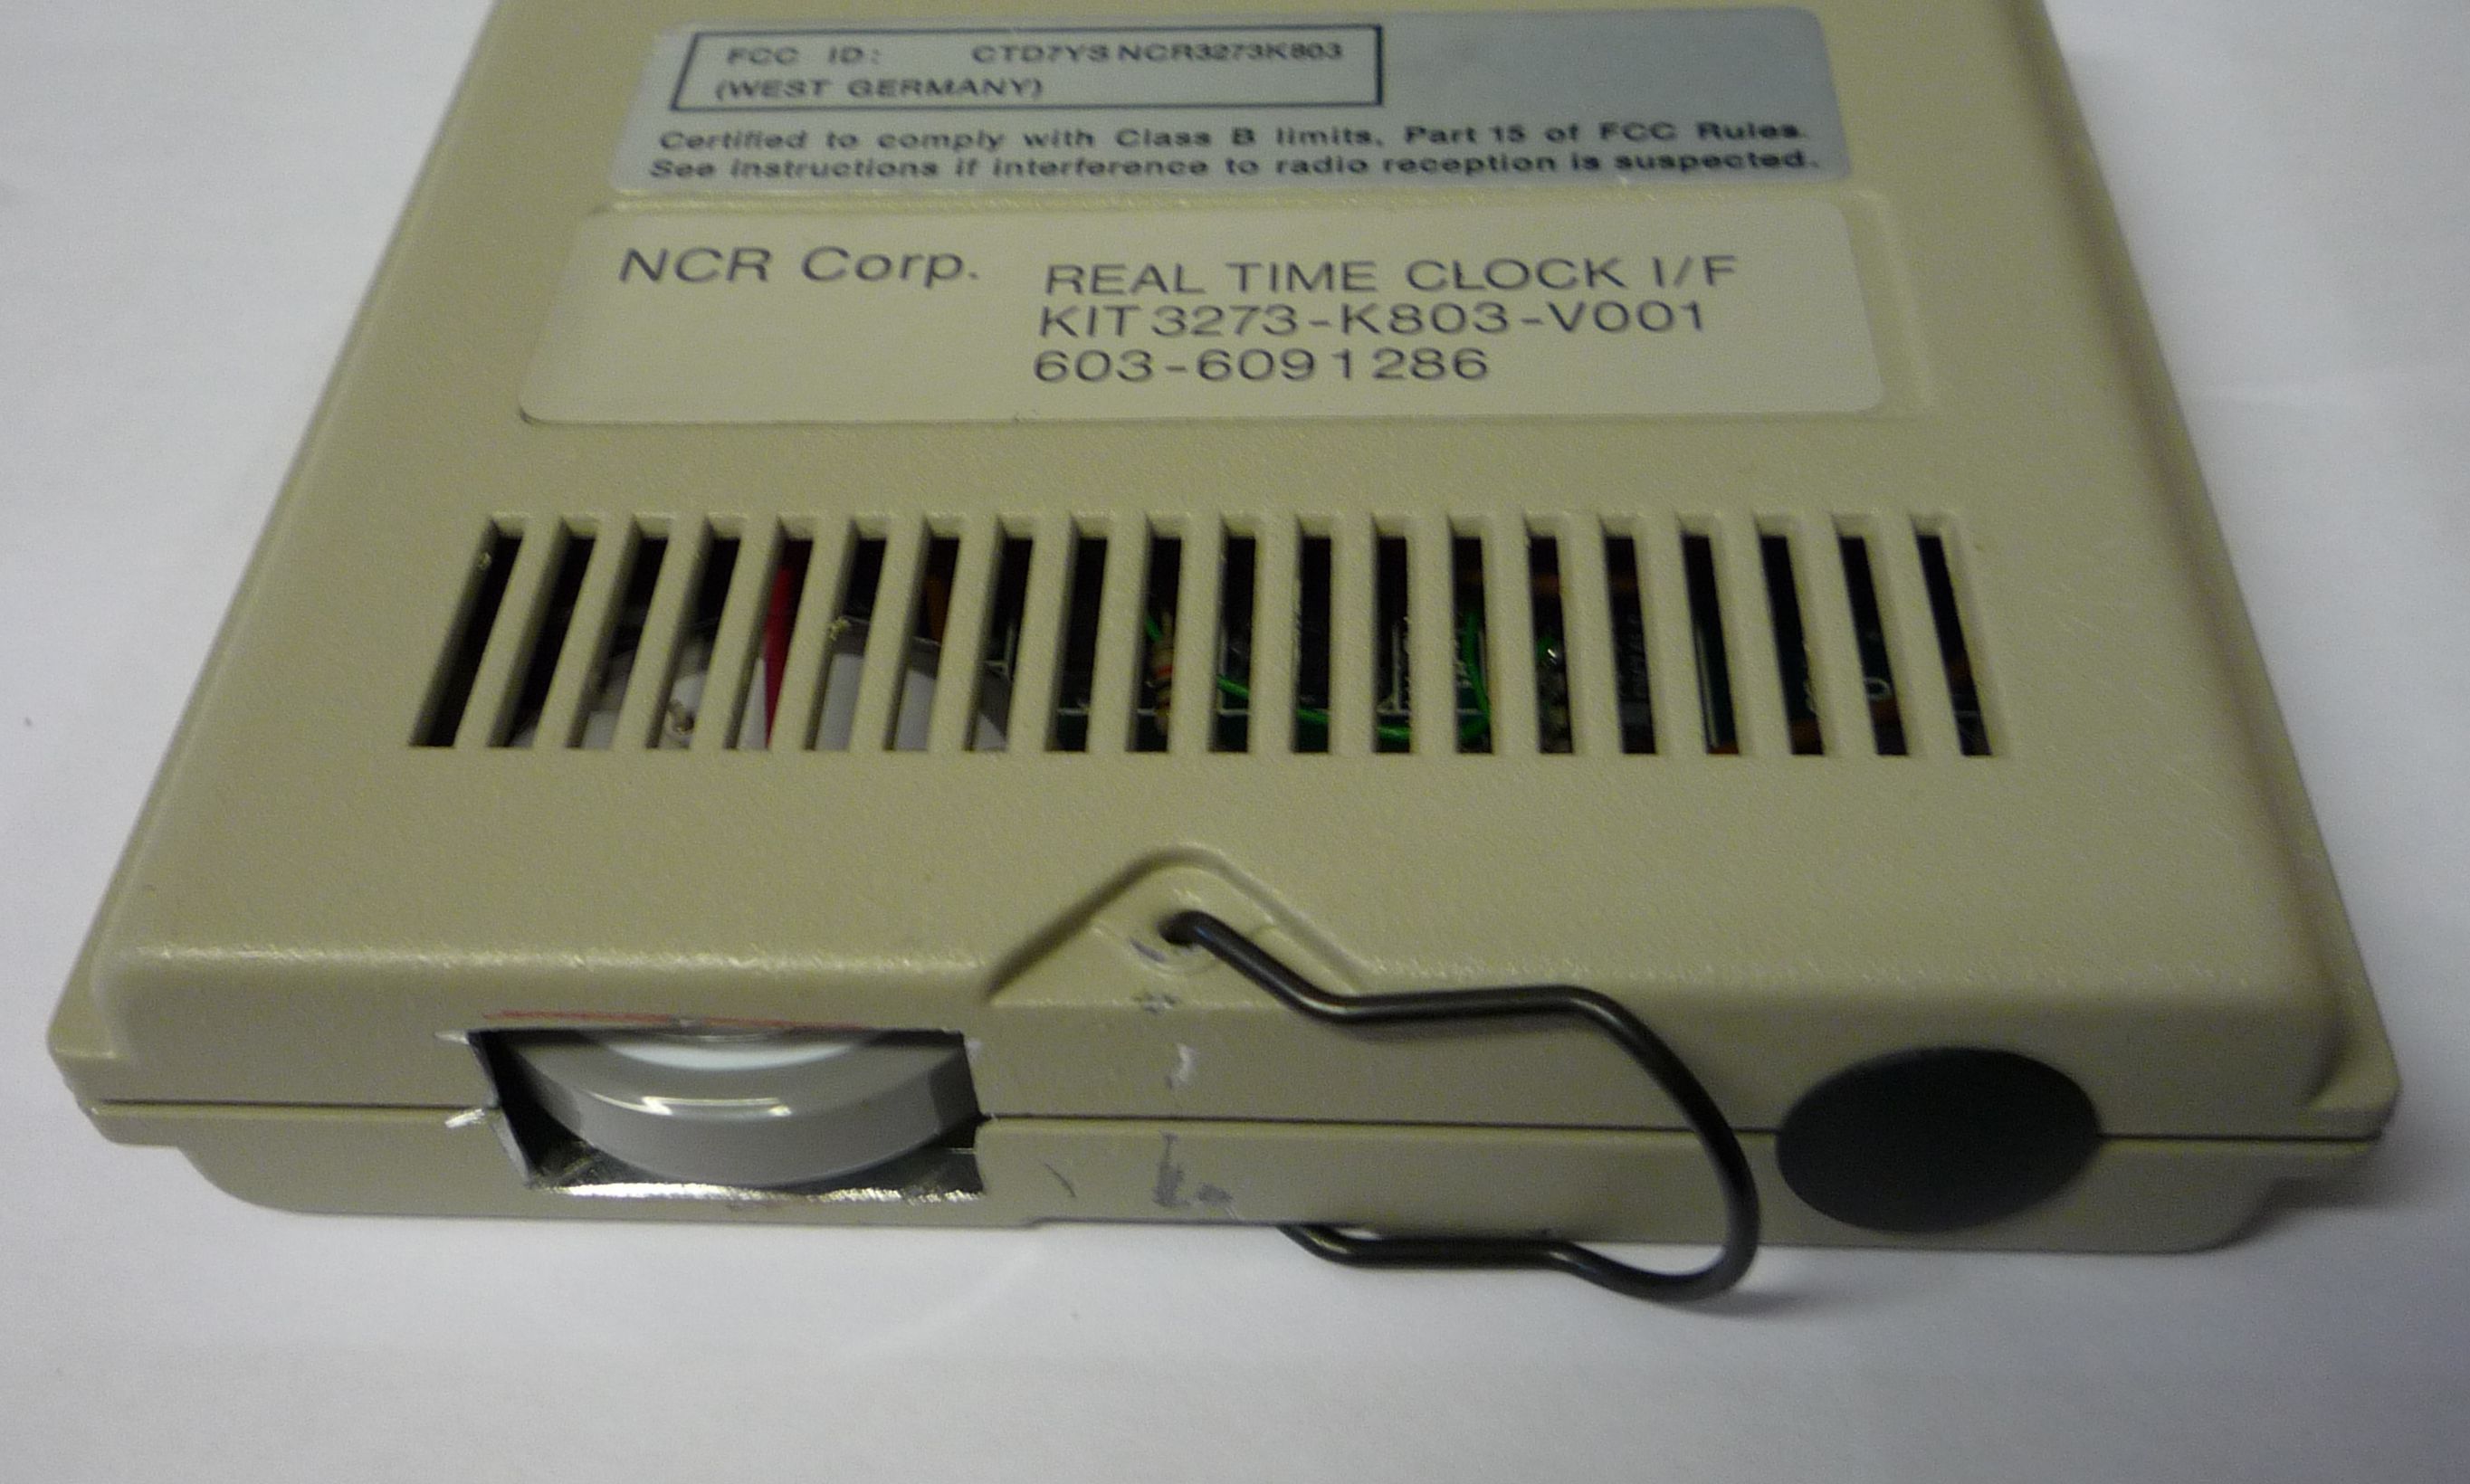 FCC ID: CTD7YS NCR3273K803
(WEST GERMANY)
Certified to comply with Class B limits, Part 15 of FCC Rules.
See instructions if interference to radio reception is suspected.
NCR Corp. REAL TIME CLOCK I/F
KIT 3273-K803-V001
603-6091286